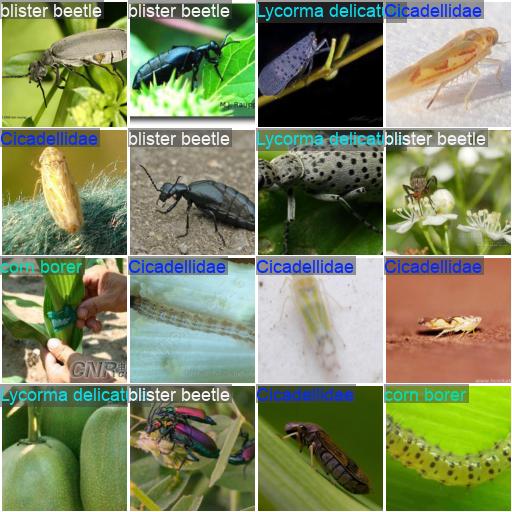 blister beetle
blister beetle
Lycorma delicat
Cicadellidae
Cicadellidae
blister beetle
Lycorma delicat
blister beetle
corn borer
Cicadellidae
Cicadellidae
Cicadellidae
CNR
Lycorma delicat
blister beetle
Cicadellidae
corn borer